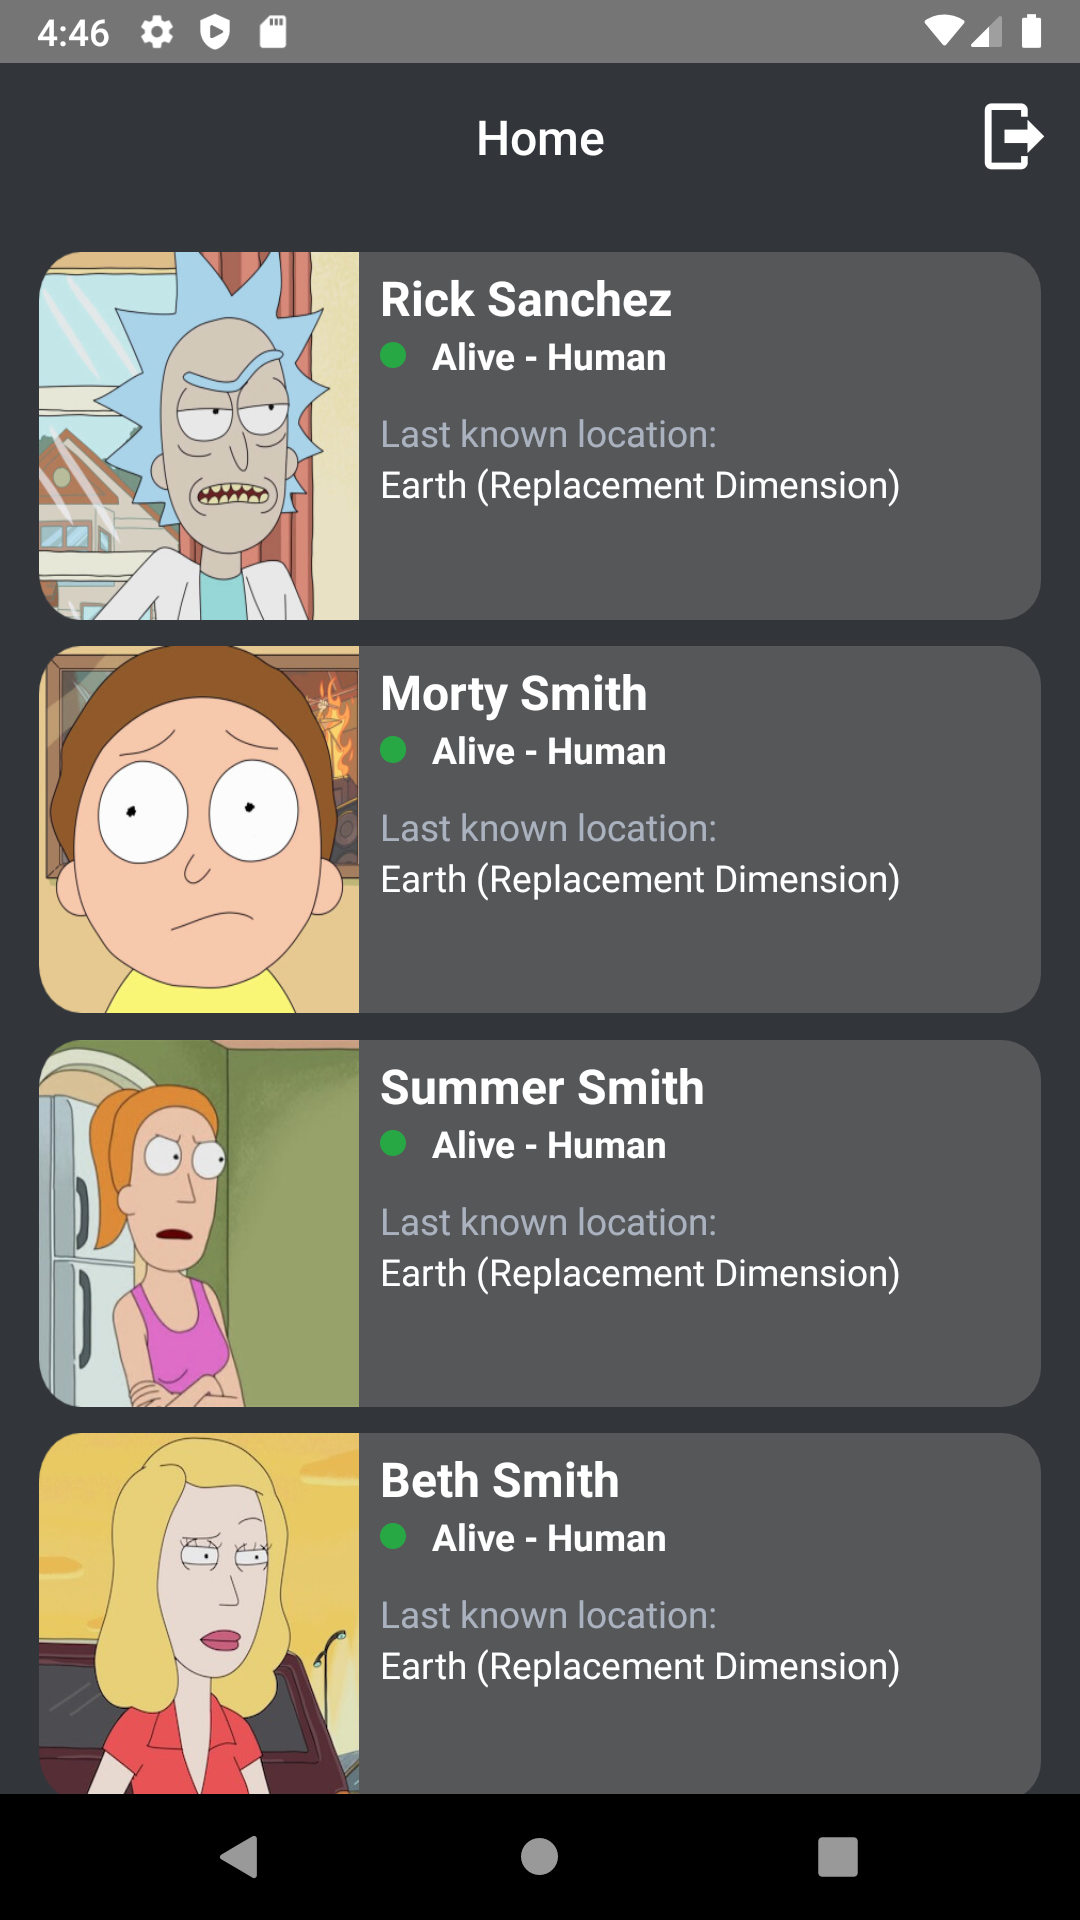 4:46
Home
Rick Sanchez
Alive - Human
Last known location:
Earth (Replacement Dimension)
Morty Smith
Alive - Human
Last known location:
Earth (Replacement Dimension)
Summer Smith
Alive - Human
Last known location:
Earth (Replacement Dimension)
Beth Smith
Alive - Human
Last known location:
Earth (Replacement Dimension)